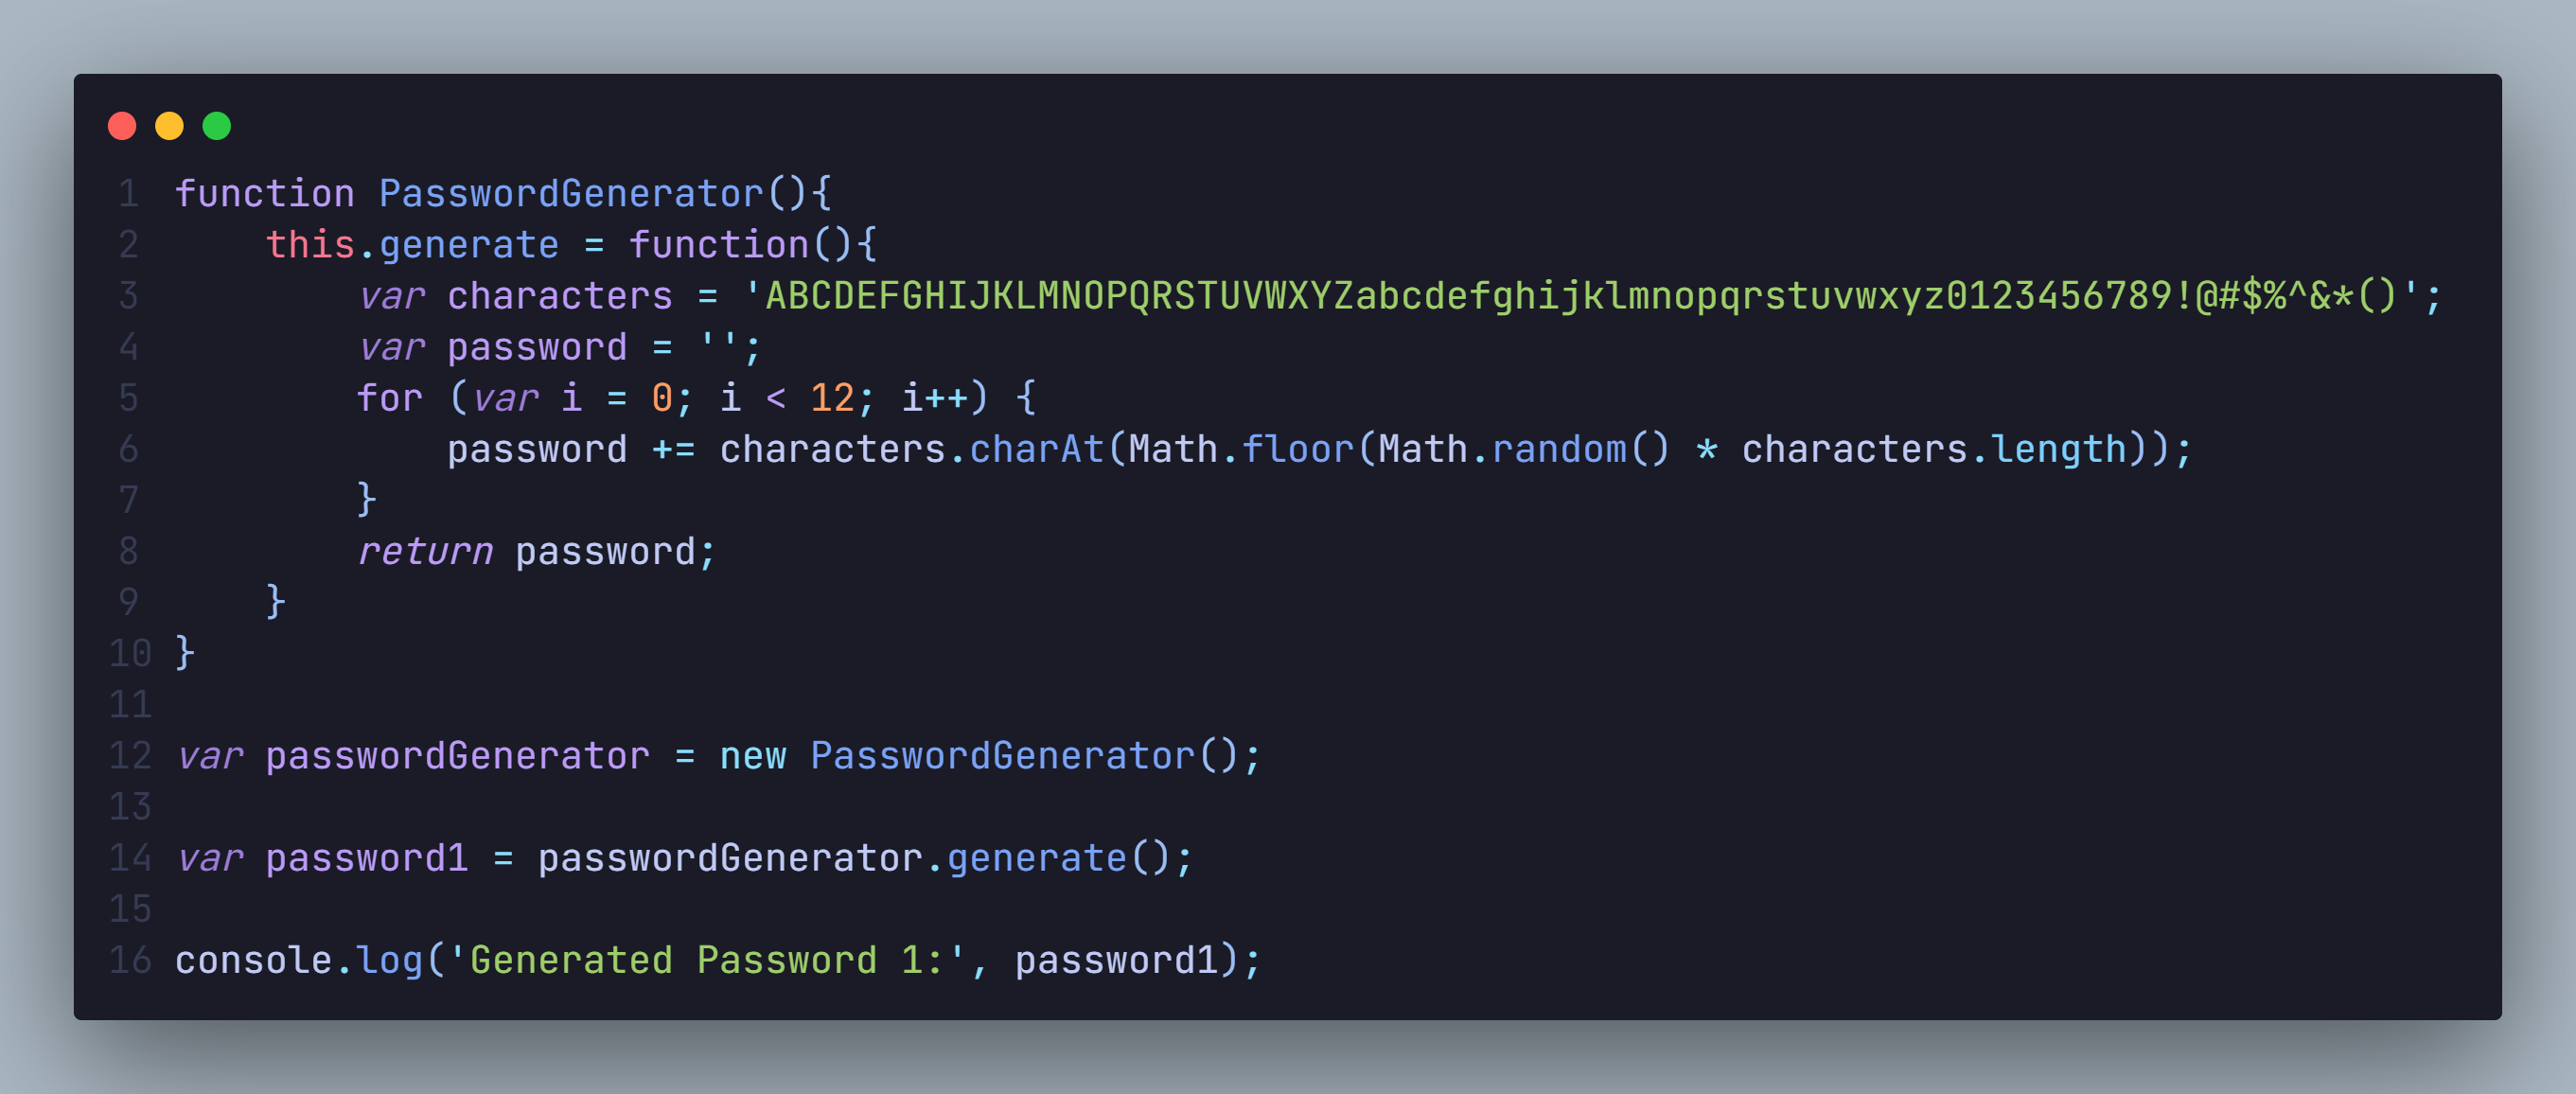 1 function PasswordGenerator(){
2     this.generate = function(){
3         var characters = 'ABCDEFGHIJKLMNOPQRSTUVWXYZabcdefghijklmnopqrstuvwxyz0123456789!@#$%^&*()';
4         var password = '';
5         for (var i = 0; i < 12; i++) {
6             password += characters.charAt(Math.floor(Math.random() * characters.length));
7         }
8         return password;
9     }
10 }
11
12 var passwordGenerator = new PasswordGenerator();
13
14 var password1 = passwordGenerator.generate();
15
16 console.log('Generated Password 1:', password1);